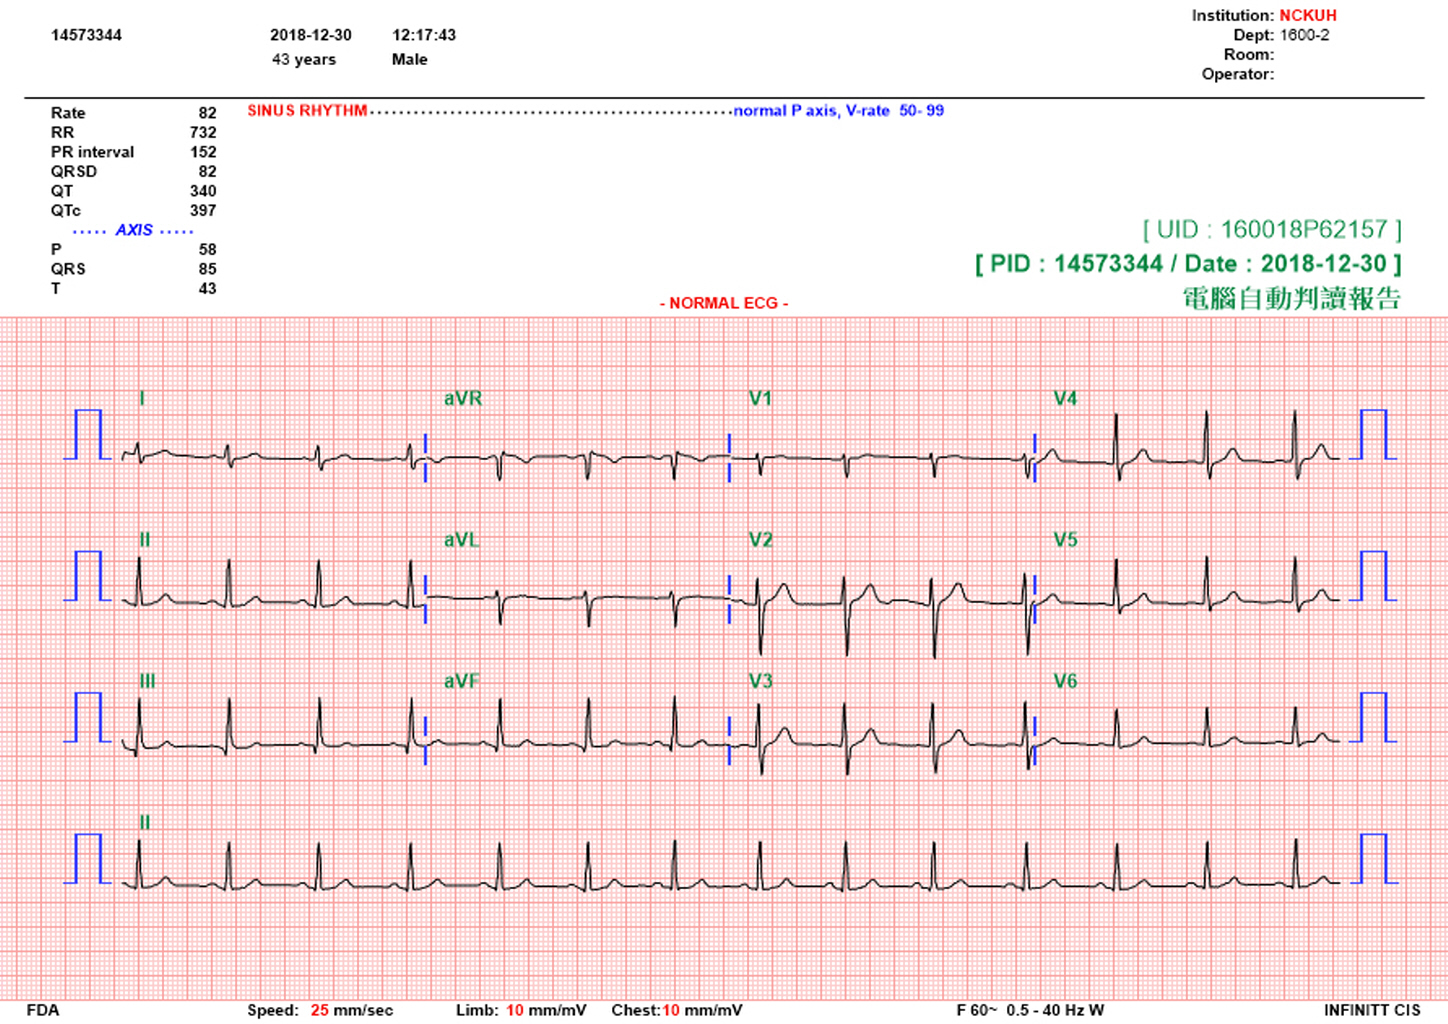 Institution: NCKUH
14573344 2018-12-30 12:17:43 Dept: 1600-2
43 years Male Room:
Operator:
Rate 82 SINUS RHYTHM normal P axis, V-rate 50- 99
RR 732
PR interval 152
QRSD 82
QT 340
QTc 397
AXIS
P 58
QRS 85
T 43
[ UID : 160018P62157 ]
[ PID : 14573344 / Date : 2018-12-30 ]
電腦自動判讀報告
- NORMAL ECG -
I aVR V1 V4
II aVL V2 V5
III aVF V3 V6
II
FDA Speed: 25 mm/sec Limb: 10 mm/mV Chest:10 mm/mV F 60~ 0.5 - 40 Hz W INFINITT CIS